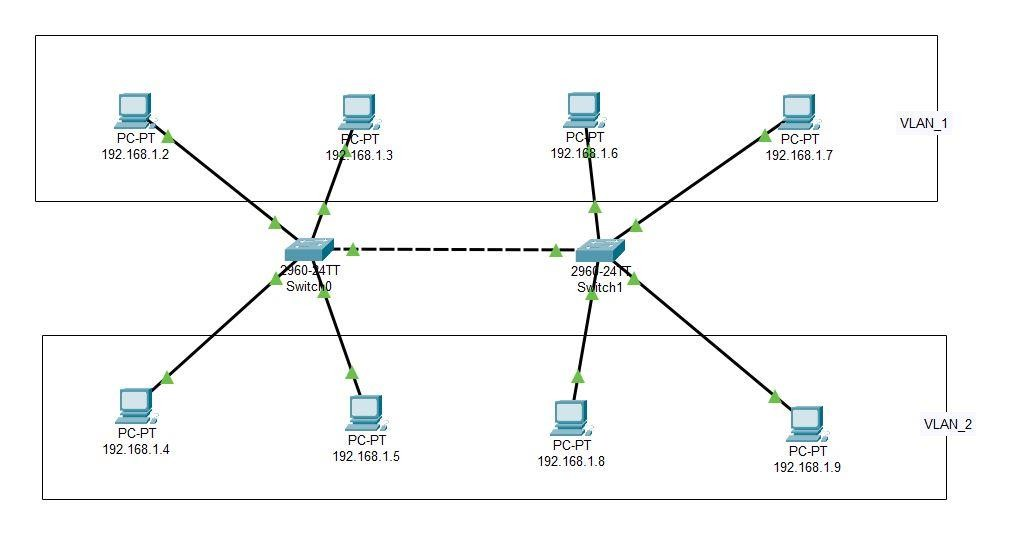 PC-PT
192.168.1.2
PC-PT
192.168.1.3
PC-PT
192.168.1.6
PC-PT
192.168.1.7
VLAN_1
2960-24TT
Switch0
2960-24TT
Switch1
PC-PT
192.168.1.4
PC-PT
192.168.1.5
PC-PT
192.168.1.8
PC-PT
192.168.1.9
VLAN_2